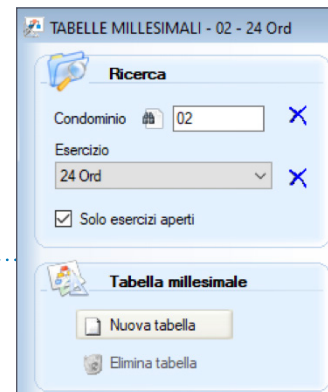 TABELLE MILLESIMALI - 02 - 24 Ord
Ricerca
Condominio 02
Esercizio
24 Ord
Solo esercizi aperti
Tabella millesimale
Nuova tabella
Elimina tabella